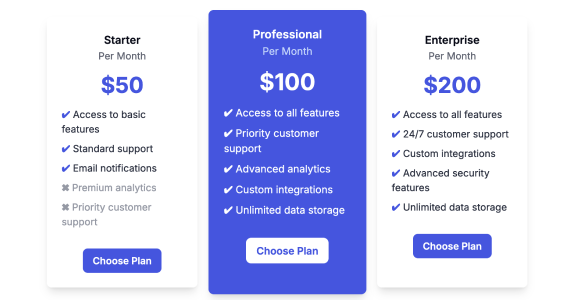 Starter
Per Month
$50
✔ Access to basic
features
✔ Standard support
✔ Email notifications
✖ Premium analytics
✖ Priority customer
support
Choose Plan
Professional
Per Month
$100
✔ Access to all features
✔ Priority customer
support
✔ Advanced analytics
✔ Custom integrations
✔ Unlimited data storage
Choose Plan
Enterprise
Per Month
$200
✔ Access to all features
✔ 24/7 customer support
✔ Custom integrations
✔ Advanced security
features
✔ Unlimited data storage
Choose Plan